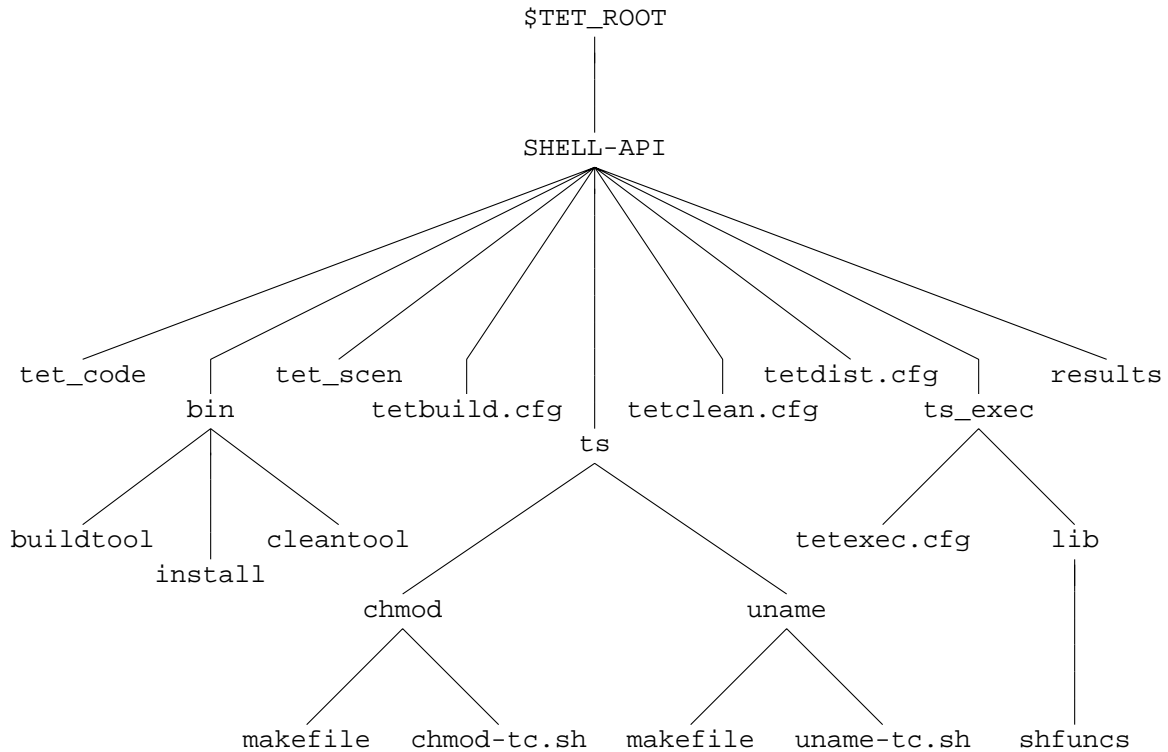 $TET_ROOT
SHELL-API
tet_code
tet_scen
tetdist.cfg
results
bin
tetbuild.cfg
tetclean.cfg
ts_exec
ts
buildtool
cleantool
tetexec.cfg
lib
install
chmod
uname
makefile
chmod-tc.sh
makefile
uname-tc.sh
shfuncs